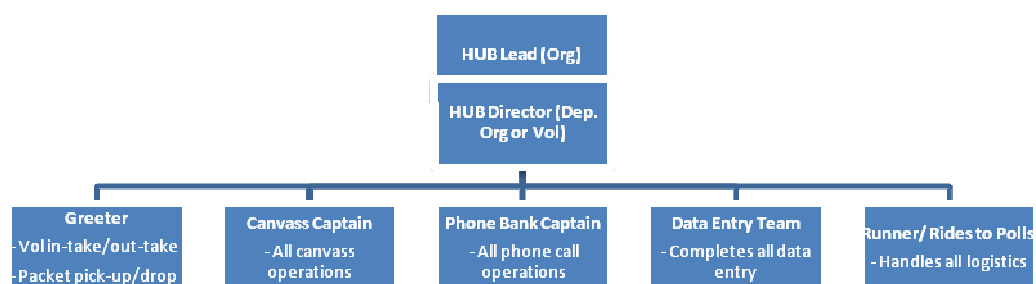 HUB Lead (Org)
HUB Director (Dep.
Org or Vol)
Greeter
- Vol in-take/out-take
- Packet pick-up/drop
Canvass Captain
- All canvass
operations
Phone Bank Captain
- All phone call
operations
Data Entry Team
- Completes all data
entry
Runner/ Rides to Polls
- Handles all logistics